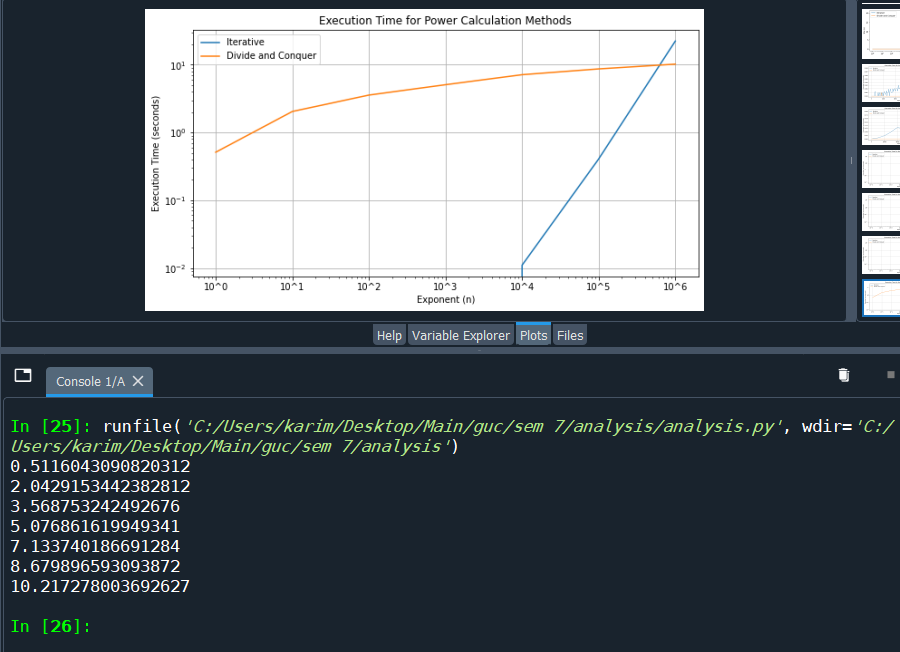 Execution Time for Power Calculation Methods
Iterative
Divide and Conquer
Execution Time (seconds)
10¹
10⁰
10⁻¹
10⁻²
10^0 10^1 10^2 10^3 10^4 10^5 10^6
Exponent (n)
Help Variable Explorer Plots Files
Console 1/A
In [25]: runfile('C:/Users/karim/Desktop/Main/guc/sem 7/analysis/analysis.py', wdir='C:/
Users/karim/Desktop/Main/guc/sem 7/analysis')
0.5116043090820312
2.0429153442382812
3.568753242492676
5.076861619949341
7.133740186691284
8.679896593093872
10.217278003692627
In [26]: